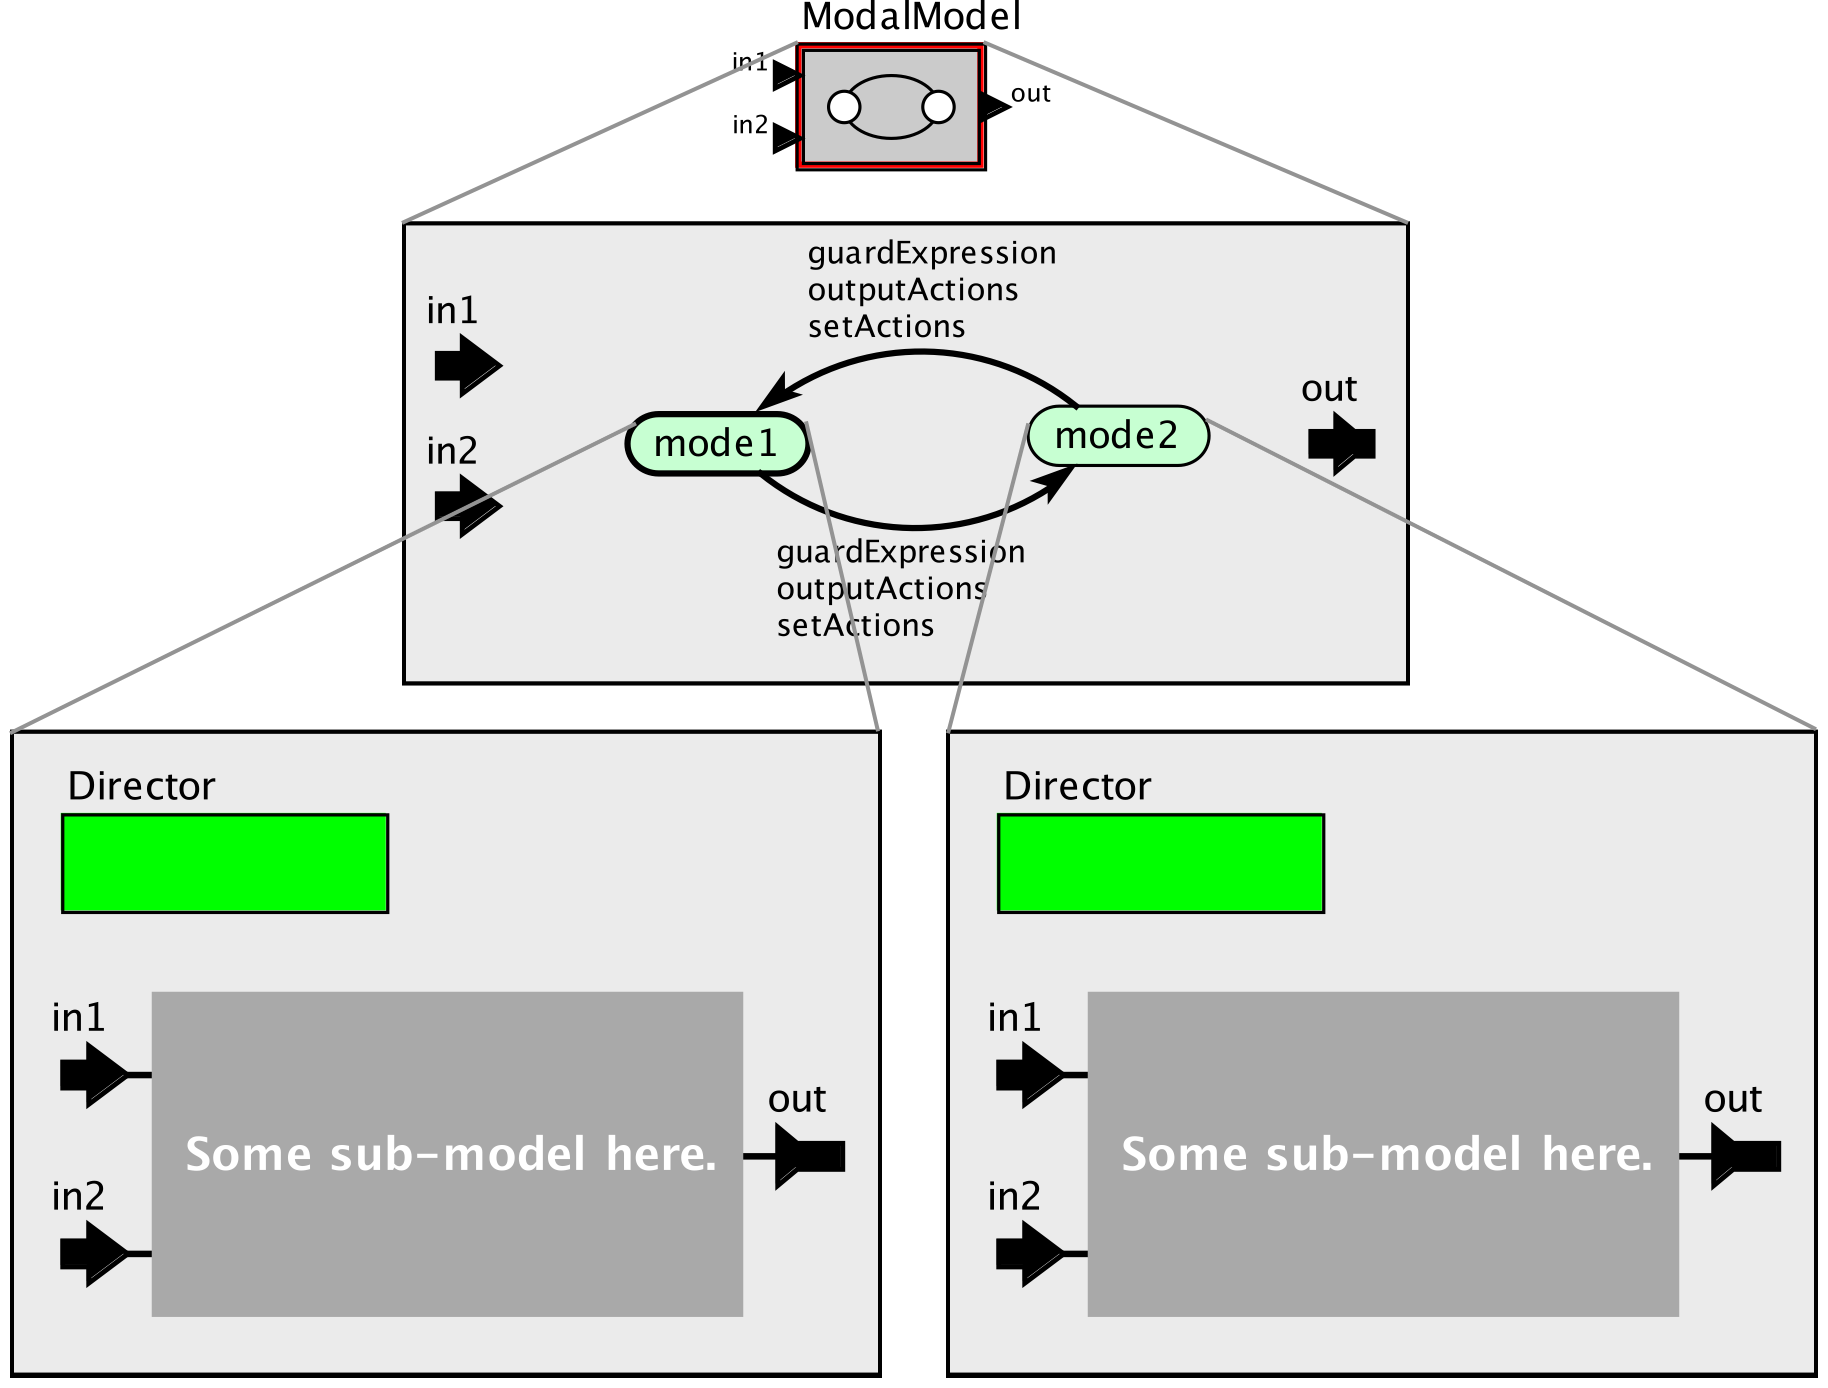 ModalModel
in1
in2
out
guardExpression
outputActions
setActions
in1
in2
mode1
mode2
out
guardExpression
outputActions
setActions
Director
in1
in2
Some sub-model here.
out
Director
in1
in2
Some sub-model here.
out